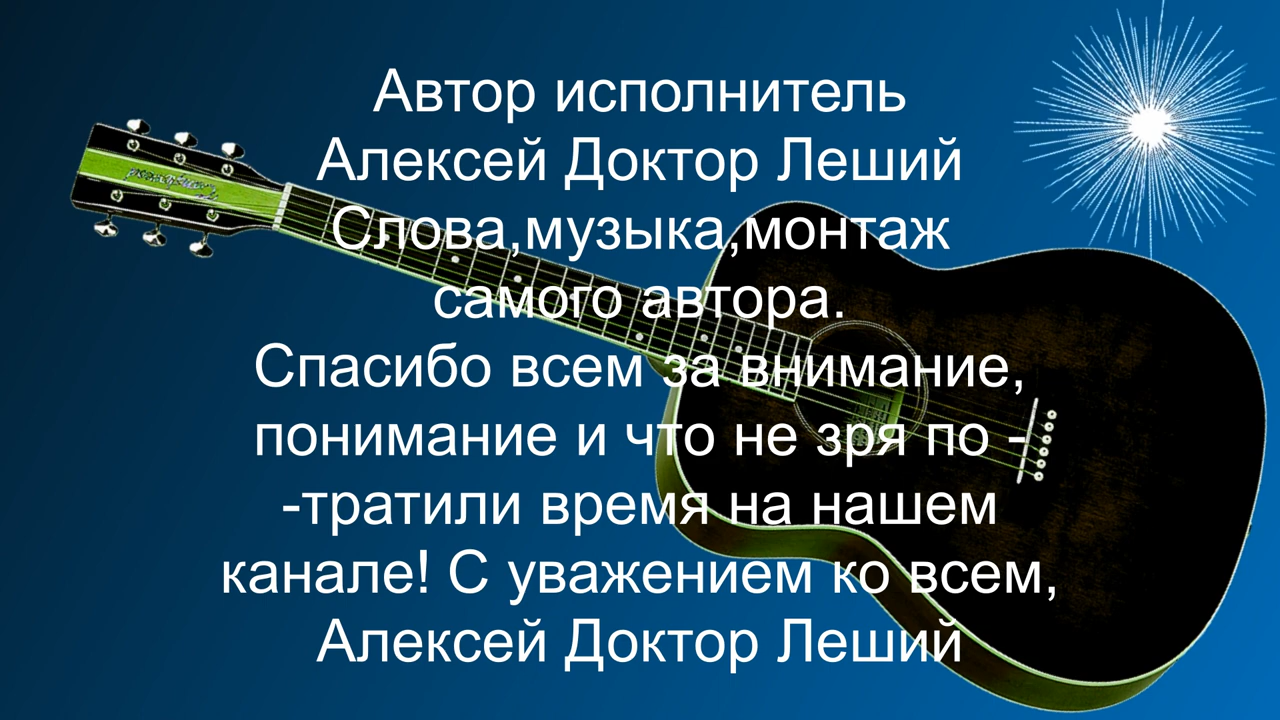 Автор исполнитель
Алексей Доктор Леший
Слова,музыка,монтаж
самого автора.
Спасибо всем за внимание,
понимание и что не зря по -
-тратили время на нашем
канале! С уважением ко всем,
Алексей Доктор Леший